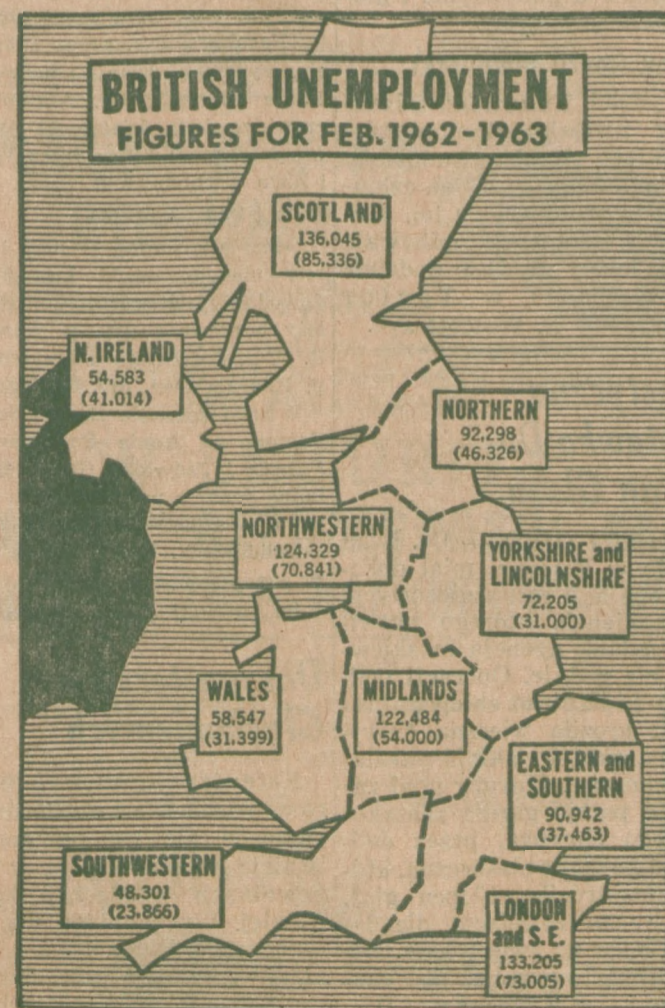 BRITISH UNEMPLOYMENT
FIGURES FOR FEB. 1962-1963
SCOTLAND
136,045
(85,336)
N. IRELAND
54,583
(41,014)
NORTHERN
92,298
(46,326)
NORTHWESTERN
124,329
(70,841)
YORKSHIRE and
LINCOLNSHIRE
72,205
(31,000)
WALES
58,547
(31,399)
MIDLANDS
122,484
(54,000)
EASTERN and
SOUTHERN
90,942
(37,463)
SOUTHWESTERN
48,301
(23,866)
LONDON
and S.E.
133,205
(73,005)